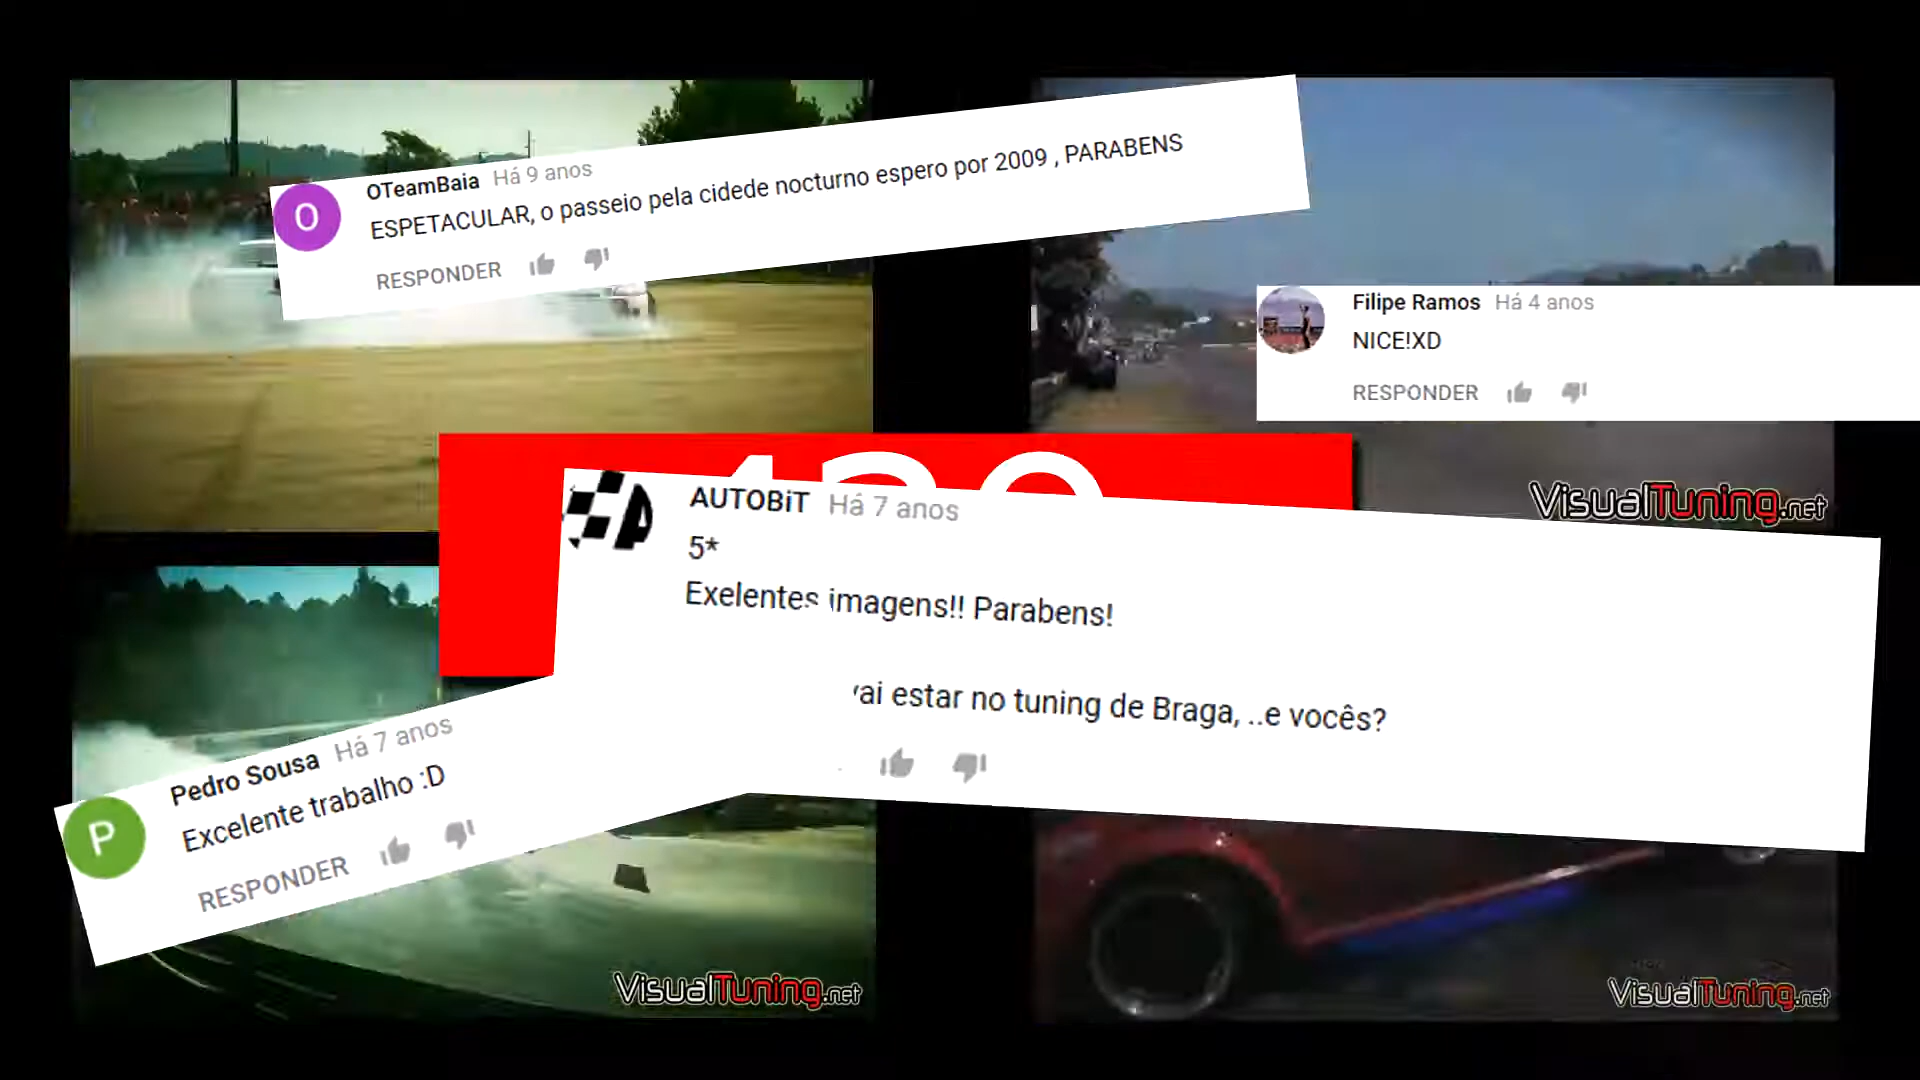 O
OTeamBaia Há 9 anos
ESPETACULAR, o passeio pela cidede nocturno espero por 2009 , PARABENS
RESPONDER
Filipe Ramos Há 4 anos
NICE!XD
RESPONDER
VisualTuning.net
AUTOBiT Há 7 anos
5*
Exelentes imagens!! Parabens!
vai estar no tuning de Braga, ..e vocês?
P
Pedro Sousa Há 7 anos
Excelente trabalho :D
RESPONDER
VisualTuning.net
VisualTuning.net